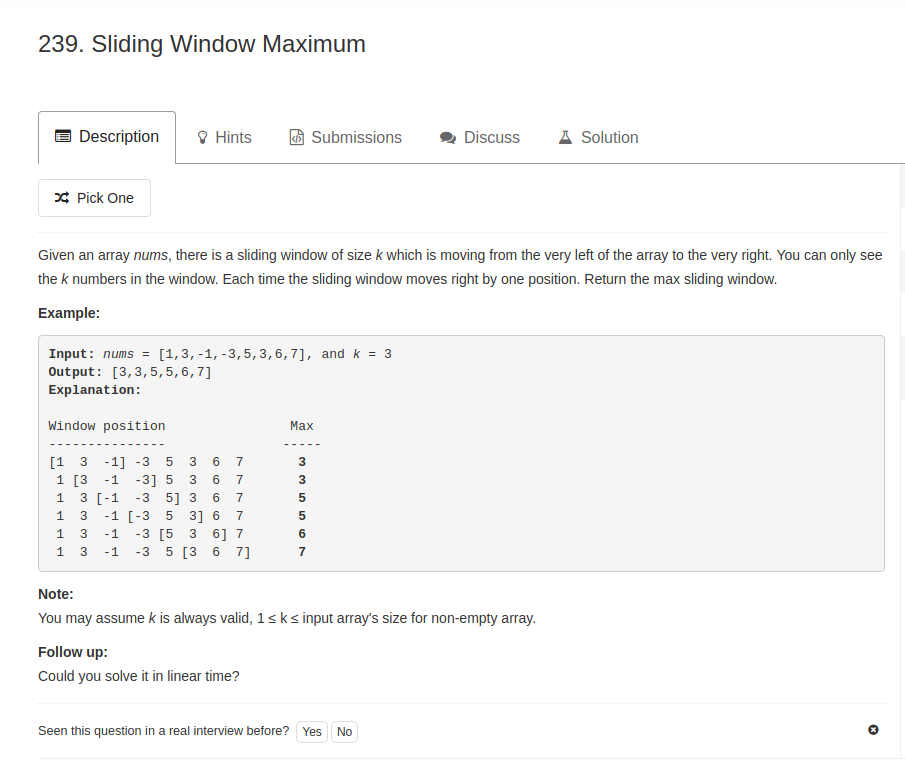 239. Sliding Window Maximum
Description Hints Submissions Discuss Solution
Pick One
Given an array nums, there is a sliding window of size k which is moving from the very left of the array to the very right. You can only see
the k numbers in the window. Each time the sliding window moves right by one position. Return the max sliding window.
Example:
Input: nums = [1,3,-1,-3,5,3,6,7], and k = 3
Output: [3,3,5,5,6,7]
Explanation:
Window position                Max
---------------               -----
[1  3  -1] -3  5  3  6  7       3
 1 [3  -1  -3] 5  3  6  7       3
 1  3 [-1  -3  5] 3  6  7       5
 1  3  -1 [-3  5  3] 6  7       5
 1  3  -1  -3 [5  3  6] 7       6
 1  3  -1  -3  5 [3  6  7]      7
Note:
You may assume k is always valid, 1 ≤ k ≤ input array's size for non-empty array.
Follow up:
Could you solve it in linear time?
Seen this question in a real interview before? Yes No